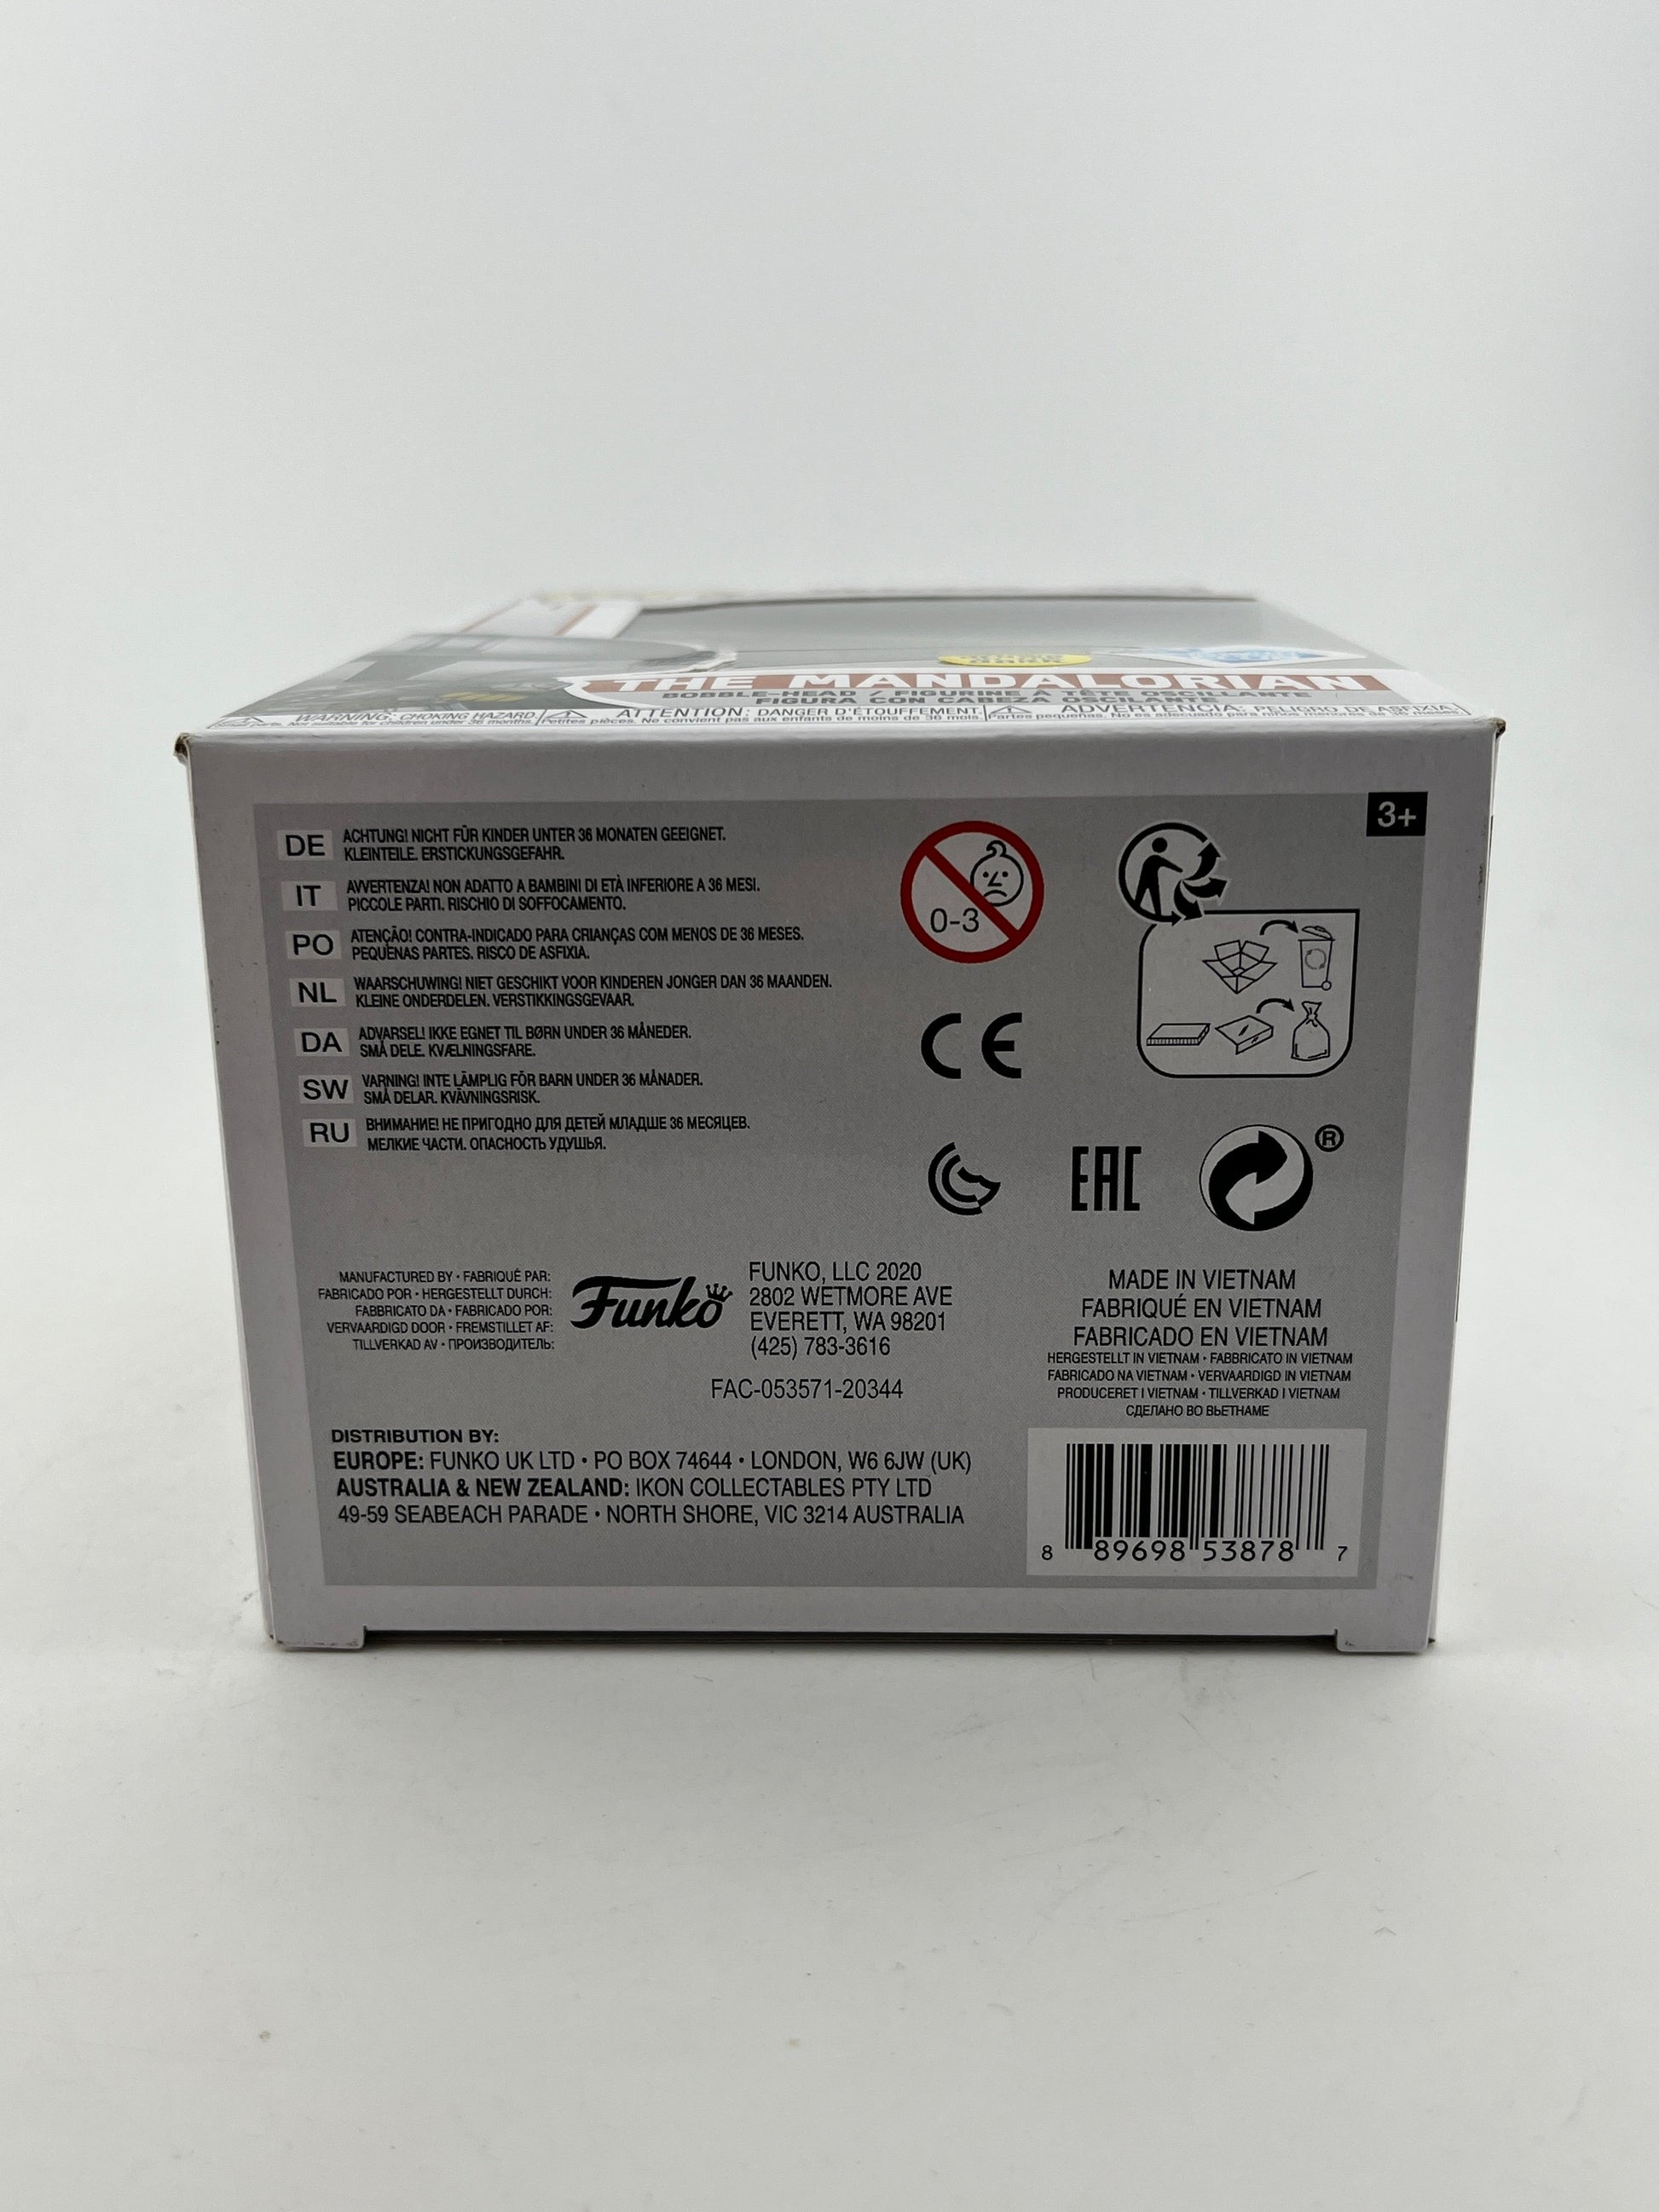 THE MANDALORIAN
BOBBLE-HEAD / FIGURINE À TÊTE OSCILLANTE
FIGURA CON CABEZA OSCILANTE
WARNING: CHOKING HAZARD
Small parts. Not suitable for children under 36 months.
ATTENTION: DANGER D'ÉTOUFFEMENT.
Petites pièces. Ne convient pas aux enfants de moins de 36 mois.
ADVERTENCIA: PELIGRO DE ASFIXIA
Partes pequeñas. No es adecuado para niños menores de 36 meses.
3+
DE ACHTUNG! NICHT FÜR KINDER UNTER 36 MONATEN GEEIGNET.
KLEINTEILE. ERSTICKUNGSGEFAHR.
IT AVVERTENZA! NON ADATTO A BAMBINI DI ETÀ INFERIORE A 36 MESI.
PICCOLE PARTI. RISCHIO DI SOFFOCAMENTO.
PO ATENÇÃO! CONTRA-INDICADO PARA CRIANÇAS COM MENOS DE 36 MESES.
PEQUENAS PARTES. RISCO DE ASFIXIA.
NL WAARSCHUWING! NIET GESCHIKT VOOR KINDEREN JONGER DAN 36 MAANDEN.
KLEINE ONDERDELEN. VERSTIKKINGSGEVAAR.
DA ADVARSEL! IKKE EGNET TIL BØRN UNDER 36 MÅNEDER.
SMÅ DELE. KVÆLNINGSFARE.
SW VARNING! INTE LÄMPLIG FÖR BARN UNDER 36 MÅNADER.
SMÅ DELAR. KVÄVNINGSRISK.
RU ВНИМАНИЕ! НЕ ПРИГОДНО ДЛЯ ДЕТЕЙ МЛАДШЕ 36 МЕСЯЦЕВ.
МЕЛКИЕ ЧАСТИ. ОПАСНОСТЬ УДУШЬЯ.
0-3
CE
EAC
®
MANUFACTURED BY • FABRIQUÉ PAR:
FABRICADO POR • HERGESTELLT DURCH:
FABBRICATO DA • FABRICADO POR:
VERVAARDIGD DOOR • FREMSTILLET AF:
TILLVERKAD AV • ПРОИЗВОДИТЕЛЬ:
Funko
FUNKO, LLC 2020
2802 WETMORE AVE
EVERETT, WA 98201
(425) 783-3616
FAC-053571-20344
MADE IN VIETNAM
FABRIQUÉ EN VIETNAM
FABRICADO EN VIETNAM
HERGESTELLT IN VIETNAM • FABBRICATO IN VIETNAM
FABRICADO NA VIETNAM • VERVAARDIGD IN VIETNAM
PRODUCERET I VIETNAM • TILLVERKAD I VIETNAM
СДЕЛАНО ВО ВЬЕТНАМЕ
DISTRIBUTION BY:
EUROPE: FUNKO UK LTD • PO BOX 74644 • LONDON, W6 6JW (UK)
AUSTRALIA & NEW ZEALAND: IKON COLLECTABLES PTY LTD
49-59 SEABEACH PARADE • NORTH SHORE, VIC 3214 AUSTRALIA
8 89698 53878 7